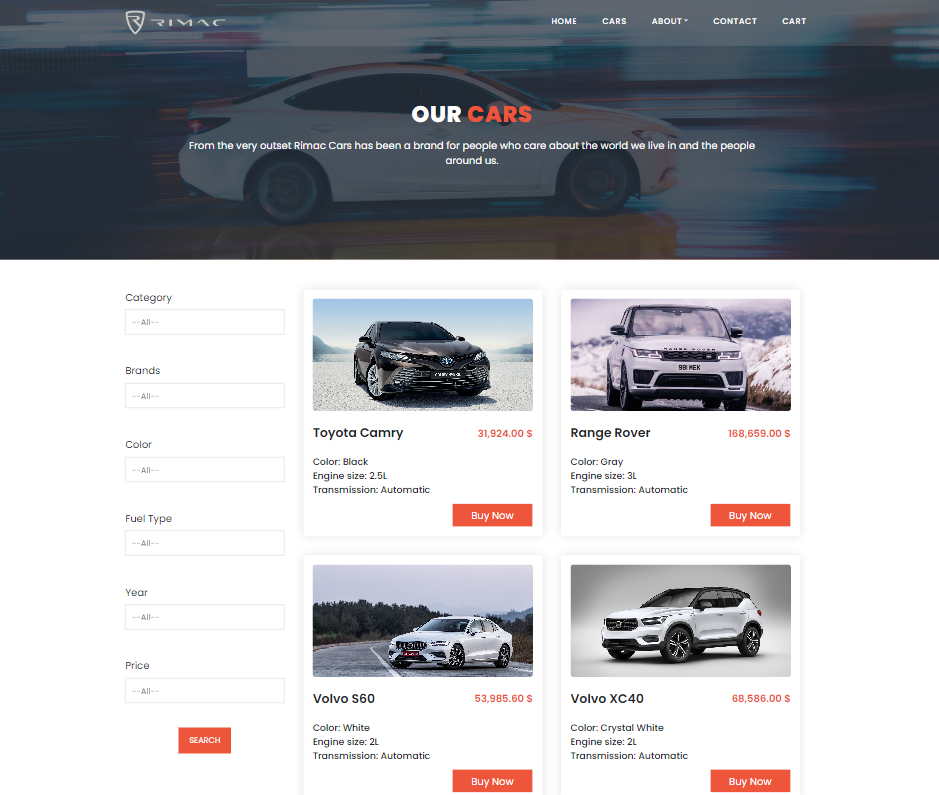 RIMAC
HOME CARS ABOUT CONTACT CART
OUR CARS
From the very outset Rimac Cars has been a brand for people who care about the world we live in and the people
around us.
Category
--All--
Brands
--All--
Color
--All--
Fuel Type
--All--
Year
--All--
Price
--All--
SEARCH
Toyota Camry 31,924.00 $
Color: Black
Engine size: 2.5L
Transmission: Automatic
Buy Now
RANGE ROVER
991 MEX
Range Rover 168,659.00 $
Color: Gray
Engine size: 3L
Transmission: Automatic
Buy Now
Volvo S60 53,985.60 $
Color: White
Engine size: 2L
Transmission: Automatic
Buy Now
Volvo XC40 68,586.00 $
Color: Crystal White
Engine size: 2L
Transmission: Automatic
Buy Now